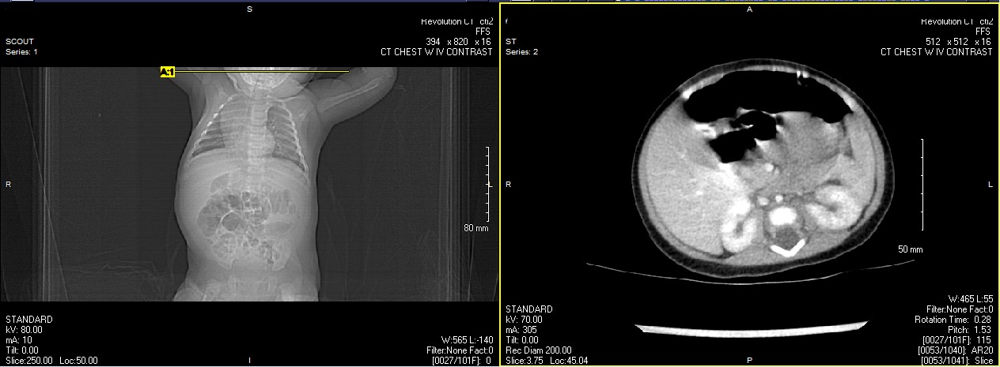 S
Revolution CT ct2
FFS
SCOUT
394 x 820 x 16
Series: 1
CT CHEST W IV CONTRAST
A1
R
L
80 mm
STANDARD
kV: 80.00
mA: 10
W:565 L:-140
Tilt: 0.00
Filter:None Fact:0
Slice:250.00 Loc:50.00
[0027/101F]: 0
I
A
Revolution CT ct2
FFS
ST
512 x 512 x 16
Series: 2
CT CHEST W IV CONTRAST
R
L
50 mm
W:465 L:55
STANDARD
Filter:None Fact:0
kV: 70.00
Rotation Time: 0.28
mA: 305
Pitch: 1.53
Tilt: 0.00
[0027/101F]: 115
Rec Diam 200.00
[0053/1040]: AR20
Slice:3.75 Loc:45.04
[0053/1041]: Slice
P